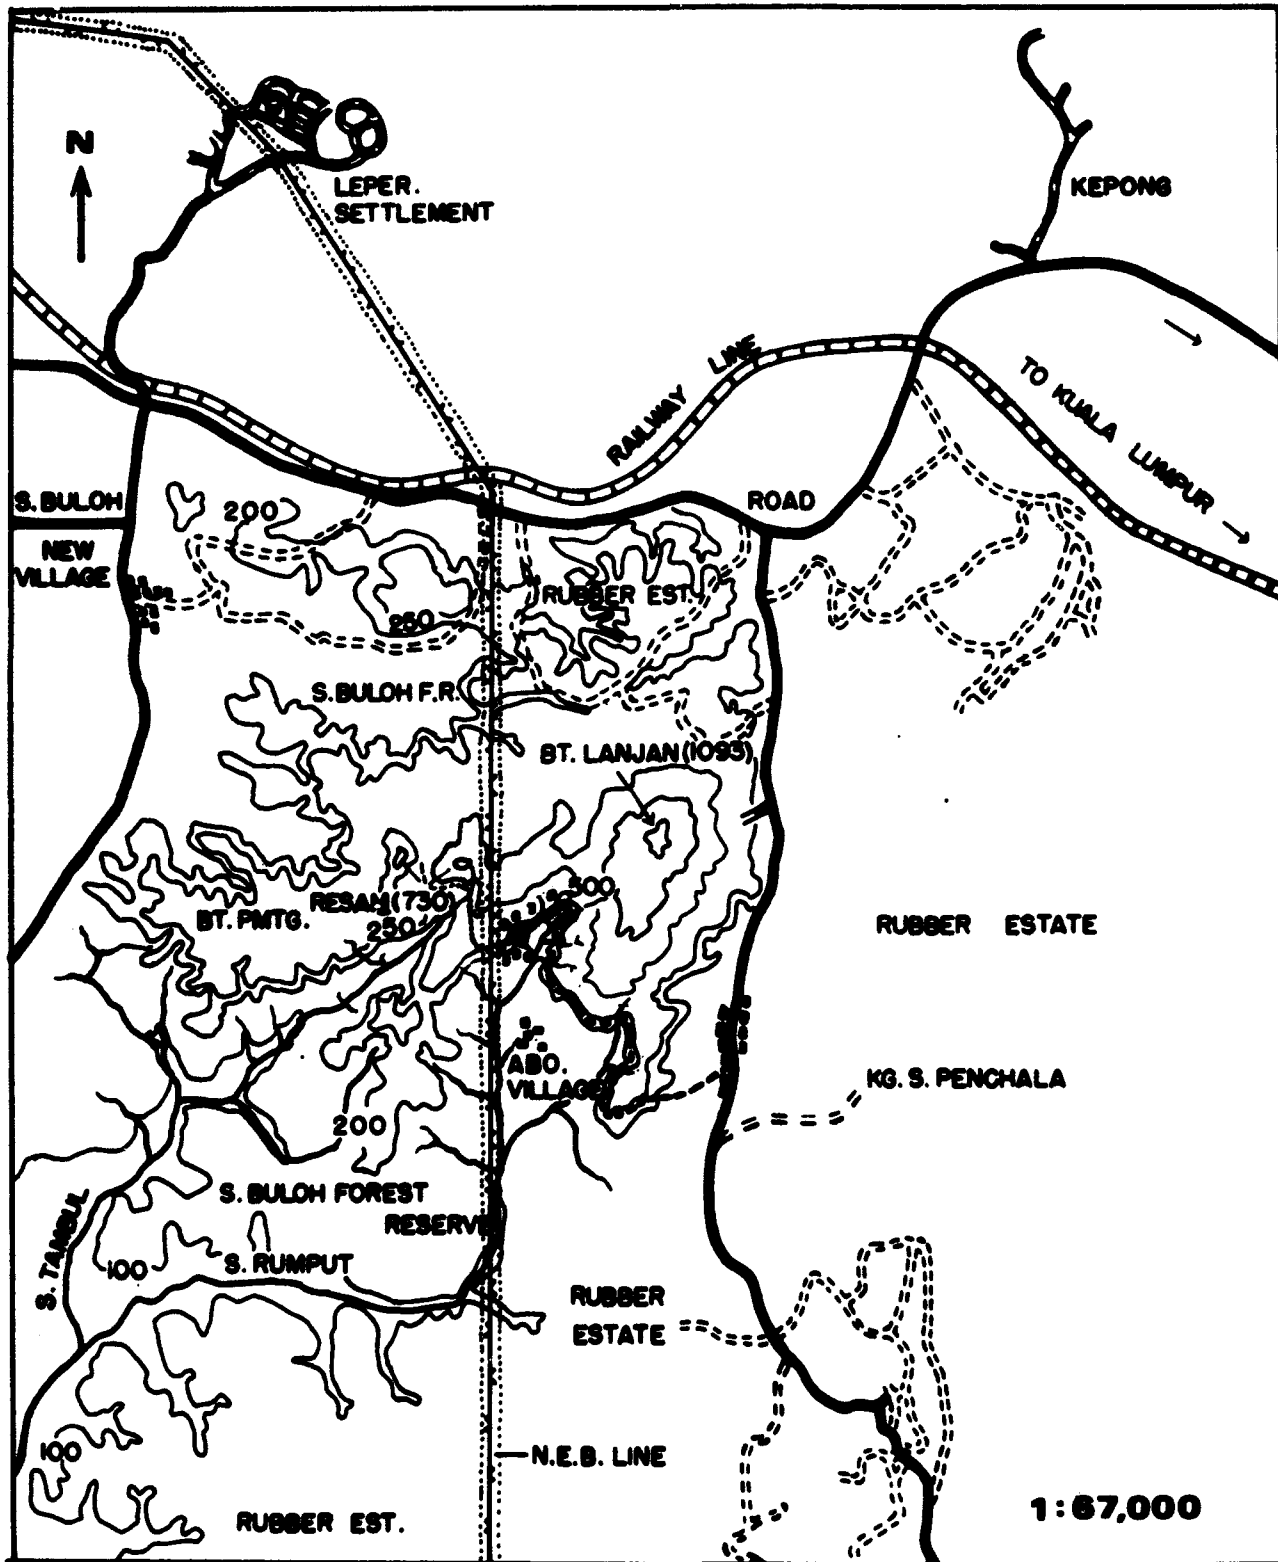 N
LEPER.
SETTLEMENT
KEPONG
RAILWAY LINE
TO KUALA LUMPUR
S. BULOH
NEW
VILLAGE
200
ROAD
RUBBER EST.
250
S. BULOH F.R.
BT. LANJAN (1093)
500
RESAM (730)
BT. PMTG.
250
RUBBER ESTATE
ABO.
VILLAGE
KG. S. PENCHALA
200
S. BULOH FOREST
RESERVE
S. TAMBUL
100
S. RUMPUT
RUBBER
ESTATE
100
N.E.B. LINE
RUBBER EST.
1:67,000